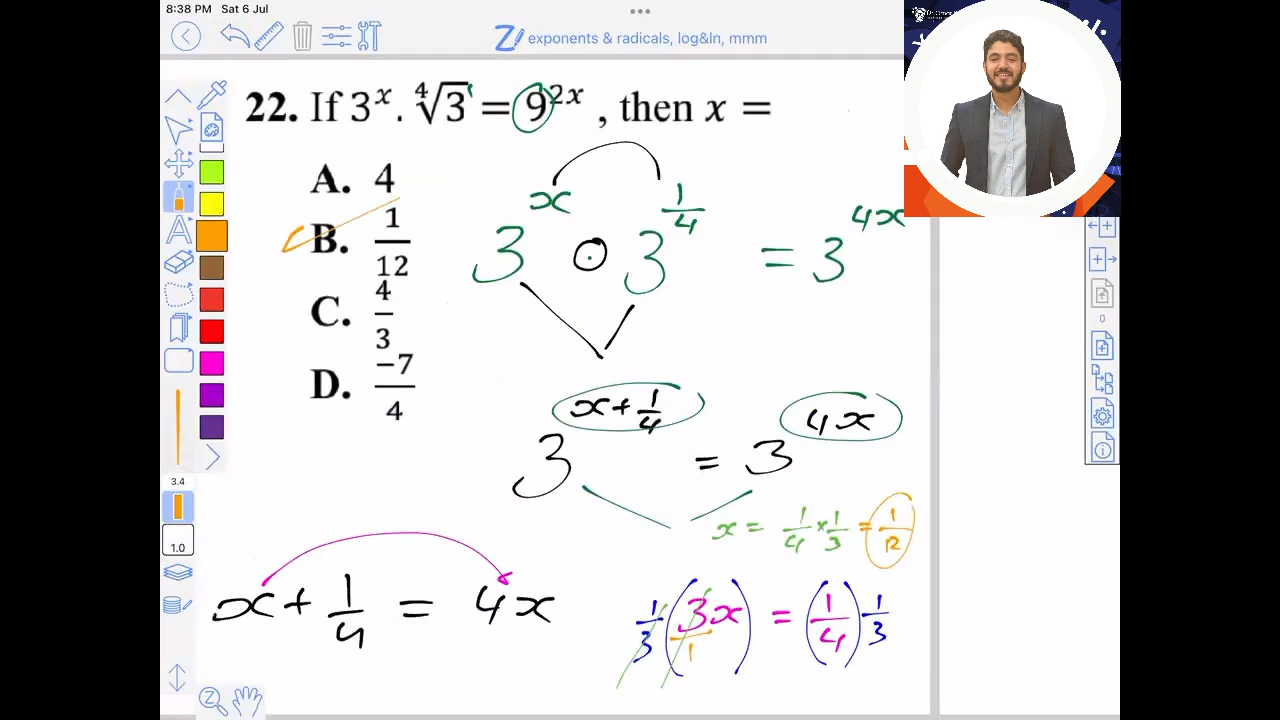 8:38 PM Sat 6 Jul
exponents & radicals, log&ln, mmm
22. If 3^x . ∜3 = 9^2x , then x =
A. 4
B. 1/12
C. 4/3
D. -7/4
3^x · 3^1/4 = 3^4x
3^x+1/4 = 3^4x
x = 1/4 × 1/3 = 1/12
x + 1/4 = 4x
1/3 (3x/1) = (1/4) 1/3
3.4
1.0
0